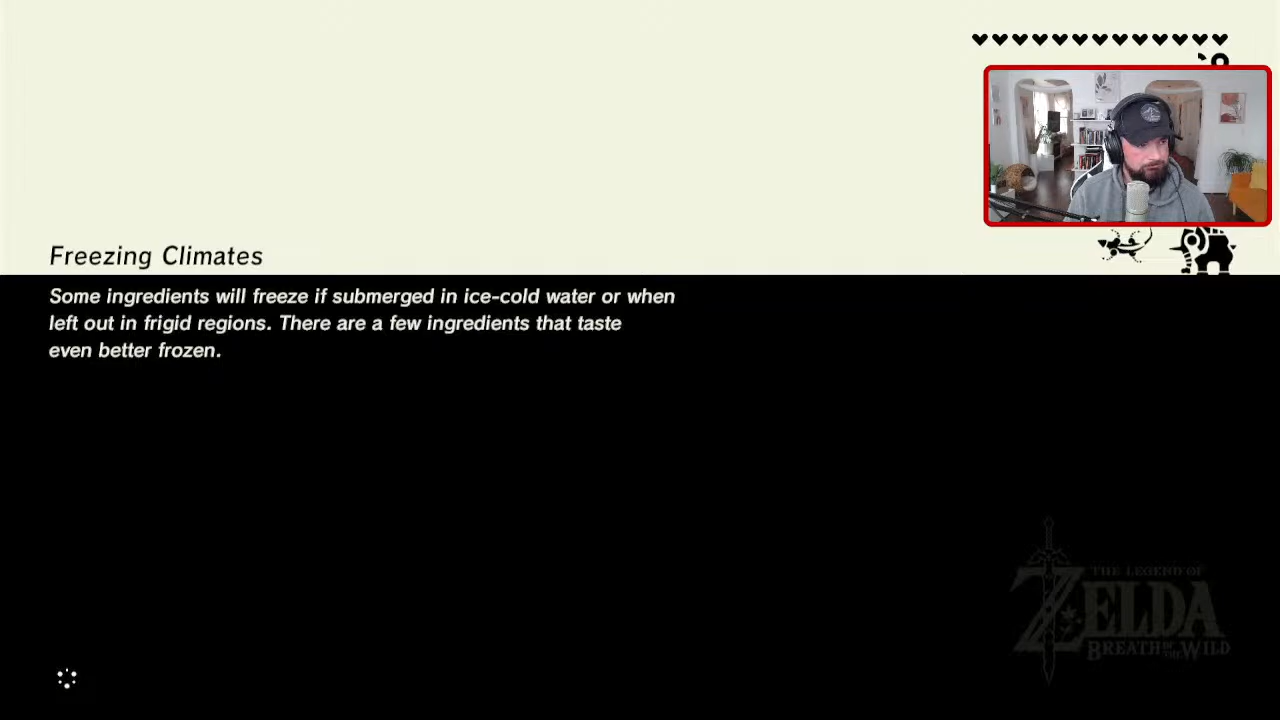 Freezing Climates
Some ingredients will freeze if submerged in ice-cold water or when
left out in frigid regions. There are a few ingredients that taste
even better frozen.
THE LEGEND OF
ZELDA
BREATH OF THE WILD